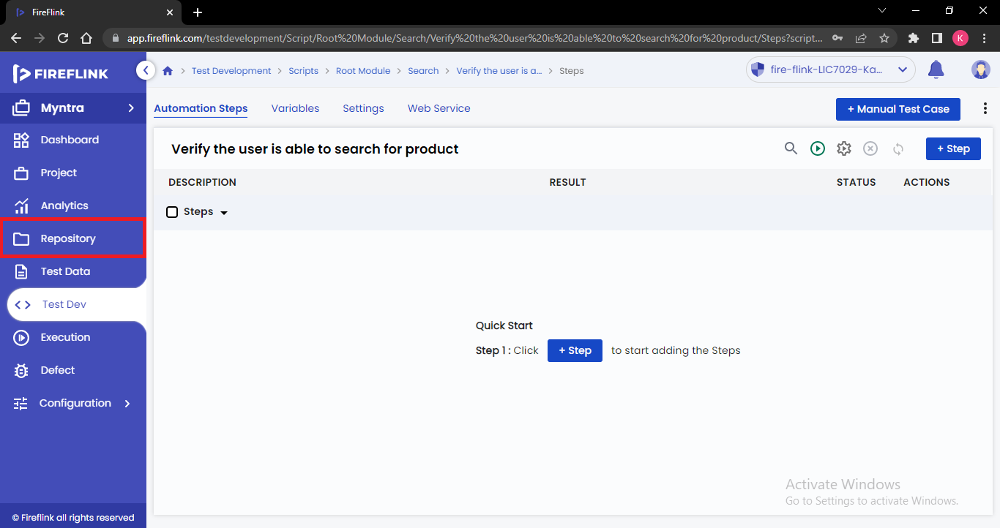 FireFlink
app.fireflink.com/testdevelopment/Script/Root%20Module/Search/Verify%20the%20user%20is%20able%20to%20search%20for%20product/Steps?script...
K
FIREFLINK
Test Development > Scripts > Root Module > Search > Verify the user is a... > Steps
fire-flink-LIC7029-Ka...
Myntra
Dashboard
Project
Analytics
Repository
Test Data
Test Dev
Execution
Defect
Configuration
© Fireflink all rights reserved
Automation Steps Variables Settings Web Service
+ Manual Test Case
Verify the user is able to search for product
+ Step
DESCRIPTION RESULT STATUS ACTIONS
Steps
Quick Start
Step 1 : Click + Step to start adding the Steps
Activate Windows
Go to Settings to activate Windows.